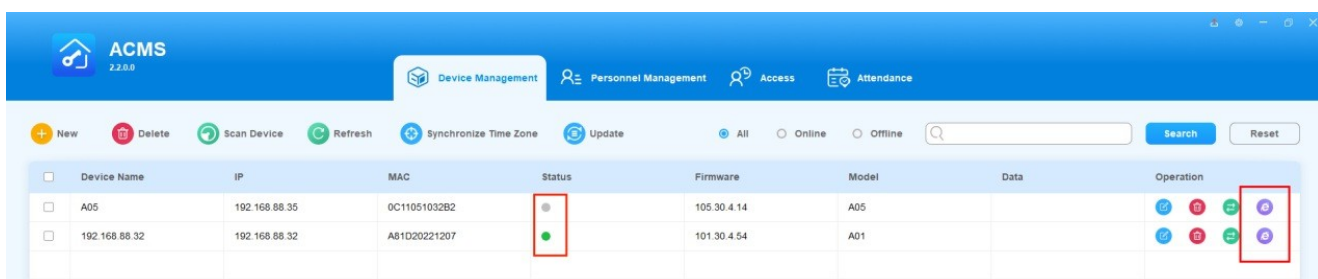 ACMS
2.2.0.0
Device Management Personnel Management Access Attendance
New Delete Scan Device Refresh Synchronize Time Zone Update All Online Offline Search Reset
Device Name IP MAC Status Firmware Model Data Operation
A05 192.168.88.35 0C11051032B2 105.30.4.14 A05
192.168.88.32 192.168.88.32 A81D20221207 101.30.4.54 A01